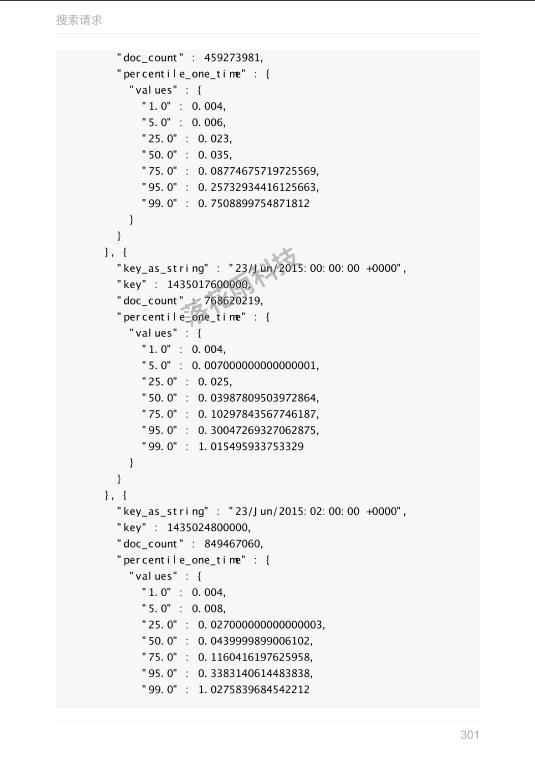 搜索请求
"doc_count" : 459273981,
"percentile_one_time" : {
"values" : {
"1.0" : 0.004,
"5.0" : 0.006,
"25.0" : 0.023,
"50.0" : 0.035,
"75.0" : 0.08774675719725569,
"95.0" : 0.25732934416125663,
"99.0" : 0.7508899754871812
}
}
}, {
"key_as_string" : "23/Jun/2015:00:00:00 +0000",
"key" : 1435017600000,
"doc_count" : 768620219,
"percentile_one_time" : {
"values" : {
"1.0" : 0.004,
"5.0" : 0.007000000000000001,
"25.0" : 0.025,
"50.0" : 0.03987809503972864,
"75.0" : 0.10297843567746187,
"95.0" : 0.30047269327062875,
"99.0" : 1.015495933753329
}
}
}, {
"key_as_string" : "23/Jun/2015:02:00:00 +0000",
"key" : 1435024800000,
"doc_count" : 849467060,
"percentile_one_time" : {
"values" : {
"1.0" : 0.004,
"5.0" : 0.008,
"25.0" : 0.027000000000000003,
"50.0" : 0.0439999899006102,
"75.0" : 0.1160416197625958,
"95.0" : 0.3383140614483838,
"99.0" : 1.0275839684542212
落花雨科技
301